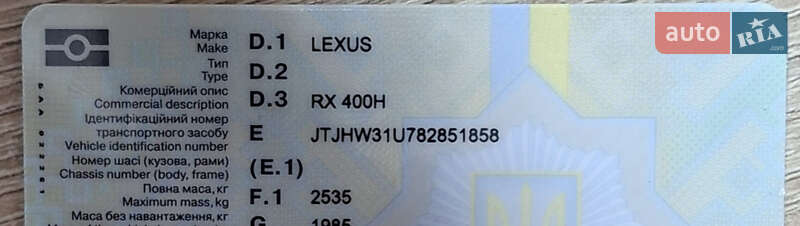 Марка D.1 LEXUS
Make
Тип D.2
Type
Комерційний опис D.3 RX 400H
Commercial description
Ідентифікаційний номер
транспортного засобу E JTJHW31U782851858
Vehicle identification number
Номер шасі (кузова, рами) (E.1)
Chassis number (body, frame)
Повна маса, кг F.1 2535
Maximum mass, kg
Маса без навантаження, кг G 1985
auto RIA .com